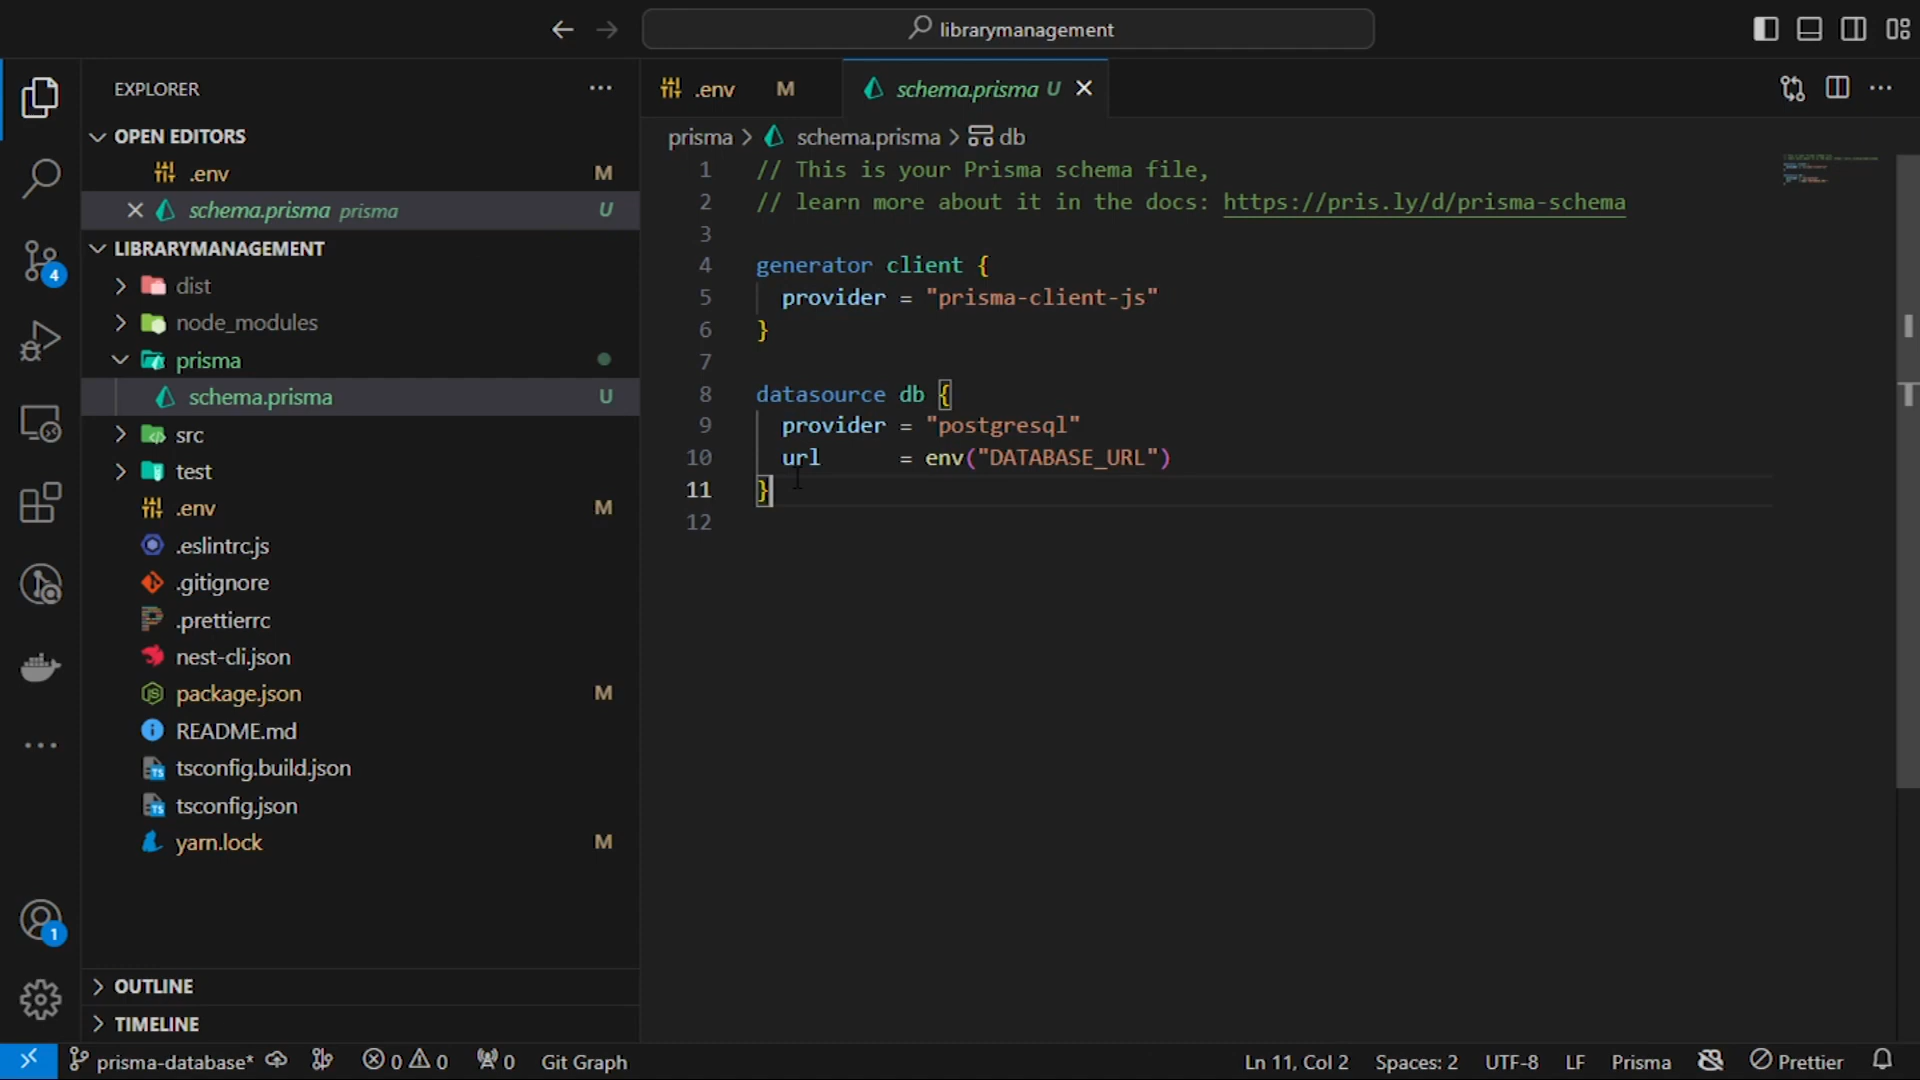 librarymanagement
EXPLORER
OPEN EDITORS
.env M
schema.prisma prisma U
LIBRARYMANAGEMENT
dist
node_modules
prisma
schema.prisma U
src
test
.env M
.eslintrc.js
.gitignore
.prettierrc
nest-cli.json
package.json M
README.md
tsconfig.build.json
tsconfig.json
yarn.lock M
OUTLINE
TIMELINE
4
1
.env M
schema.prisma U
prisma > schema.prisma > db
1 // This is your Prisma schema file,
2 // learn more about it in the docs: https://pris.ly/d/prisma-schema
3
4 generator client {
5 provider = "prisma-client-js"
6 }
7
8 datasource db {
9 provider = "postgresql"
10 url = env("DATABASE_URL")
11 }
12
prisma-database* 0 0 0 Git Graph Ln 11, Col 2 Spaces: 2 UTF-8 LF Prisma Prettier